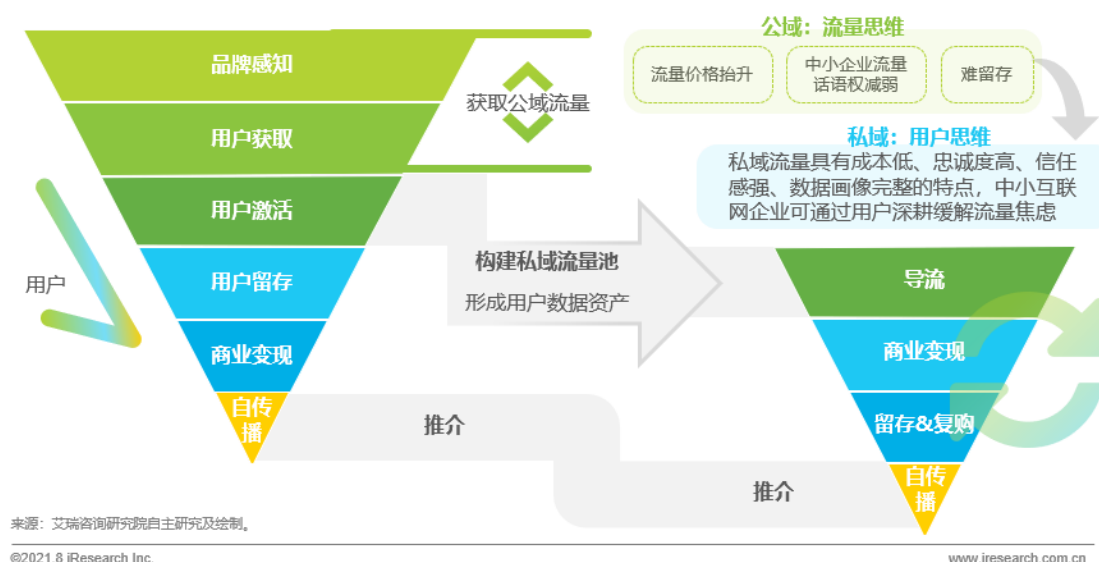 公域：流量思维
流量价格抬升
中小企业流量
话语权减弱
难留存
品牌感知
用户获取
获取公域流量
私域：用户思维
私域流量具有成本低、忠诚度高、信任
感强、数据画像完整的特点，中小互联
网企业可通过用户深耕缓解流量焦虑
用户激活
用户
用户留存
商业变现
自传
播
构建私域流量池
形成用户数据资产
导流
商业变现
留存&复购
自传
播
推介
推介
来源：艾瑞咨询研究院自主研究及绘制。
©2021.8 iResearch Inc.
www.iresearch.com.cn